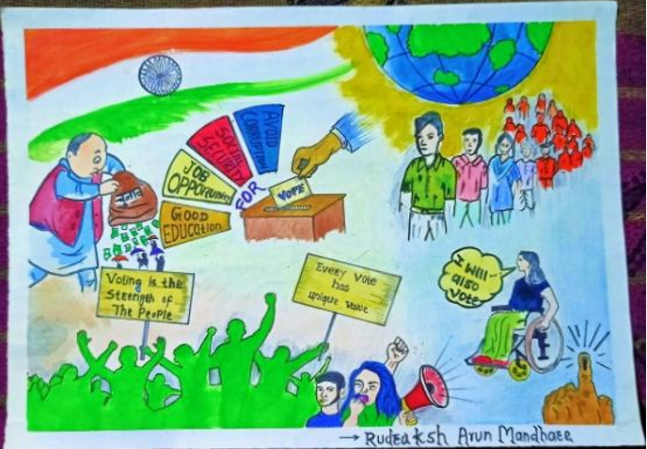 AVOID
CORRUPTION
SOCIAL
SECURITY
JOB
OPPORTUNITY
GOOD
EDUCATION
FOR
VOTE
Voting is the
Strength of
The People
Every Vote
has
unique value
I will
also
vote
→ Rudraksh Arun Mandhare